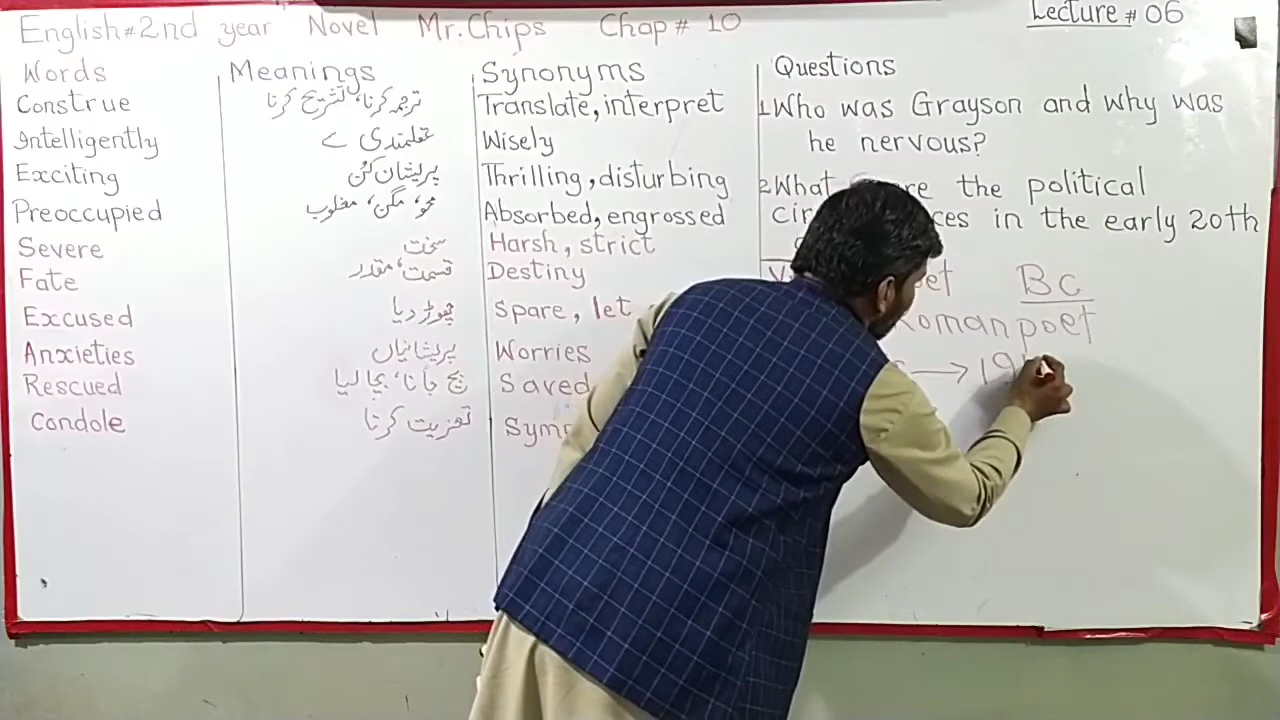 English#2nd year Novel Mr.Chips Chap# 10 Lecture #06
Words Meanings Synonyms Questions
Construe ترجمہ کرنا، تشریح کرنا Translate, interpret
Intelligently عقلمندی سے Wisely
Exciting پریشان کُن Thrilling, disturbing
Preoccupied محو، مگن، مغلوب Absorbed, engrossed
Severe سخت Harsh, strict
Fate قسمت، مقدر Destiny
Excused چھوڑ دیا Spare, let
Anxieties پریشانیاں Worries
Rescued بچ جانا، بچا لیا Saved
Condole تعزیت کرنا
1.Who was Grayson and why was
he nervous?
2.What the political
in the early 20th
Bc
poet